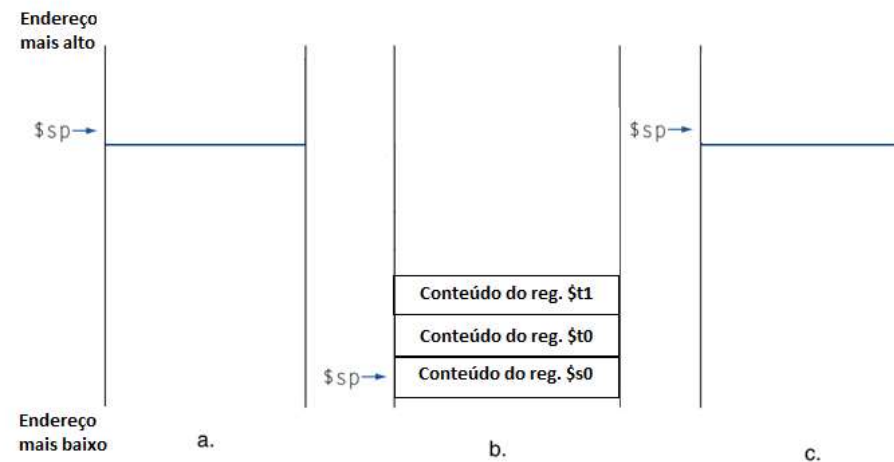 Endereço
mais alto
$sp
$sp
Conteúdo do reg. $t1
Conteúdo do reg. $t0
$sp
Conteúdo do reg. $s0
Endereço
mais baixo
a.
b.
c.